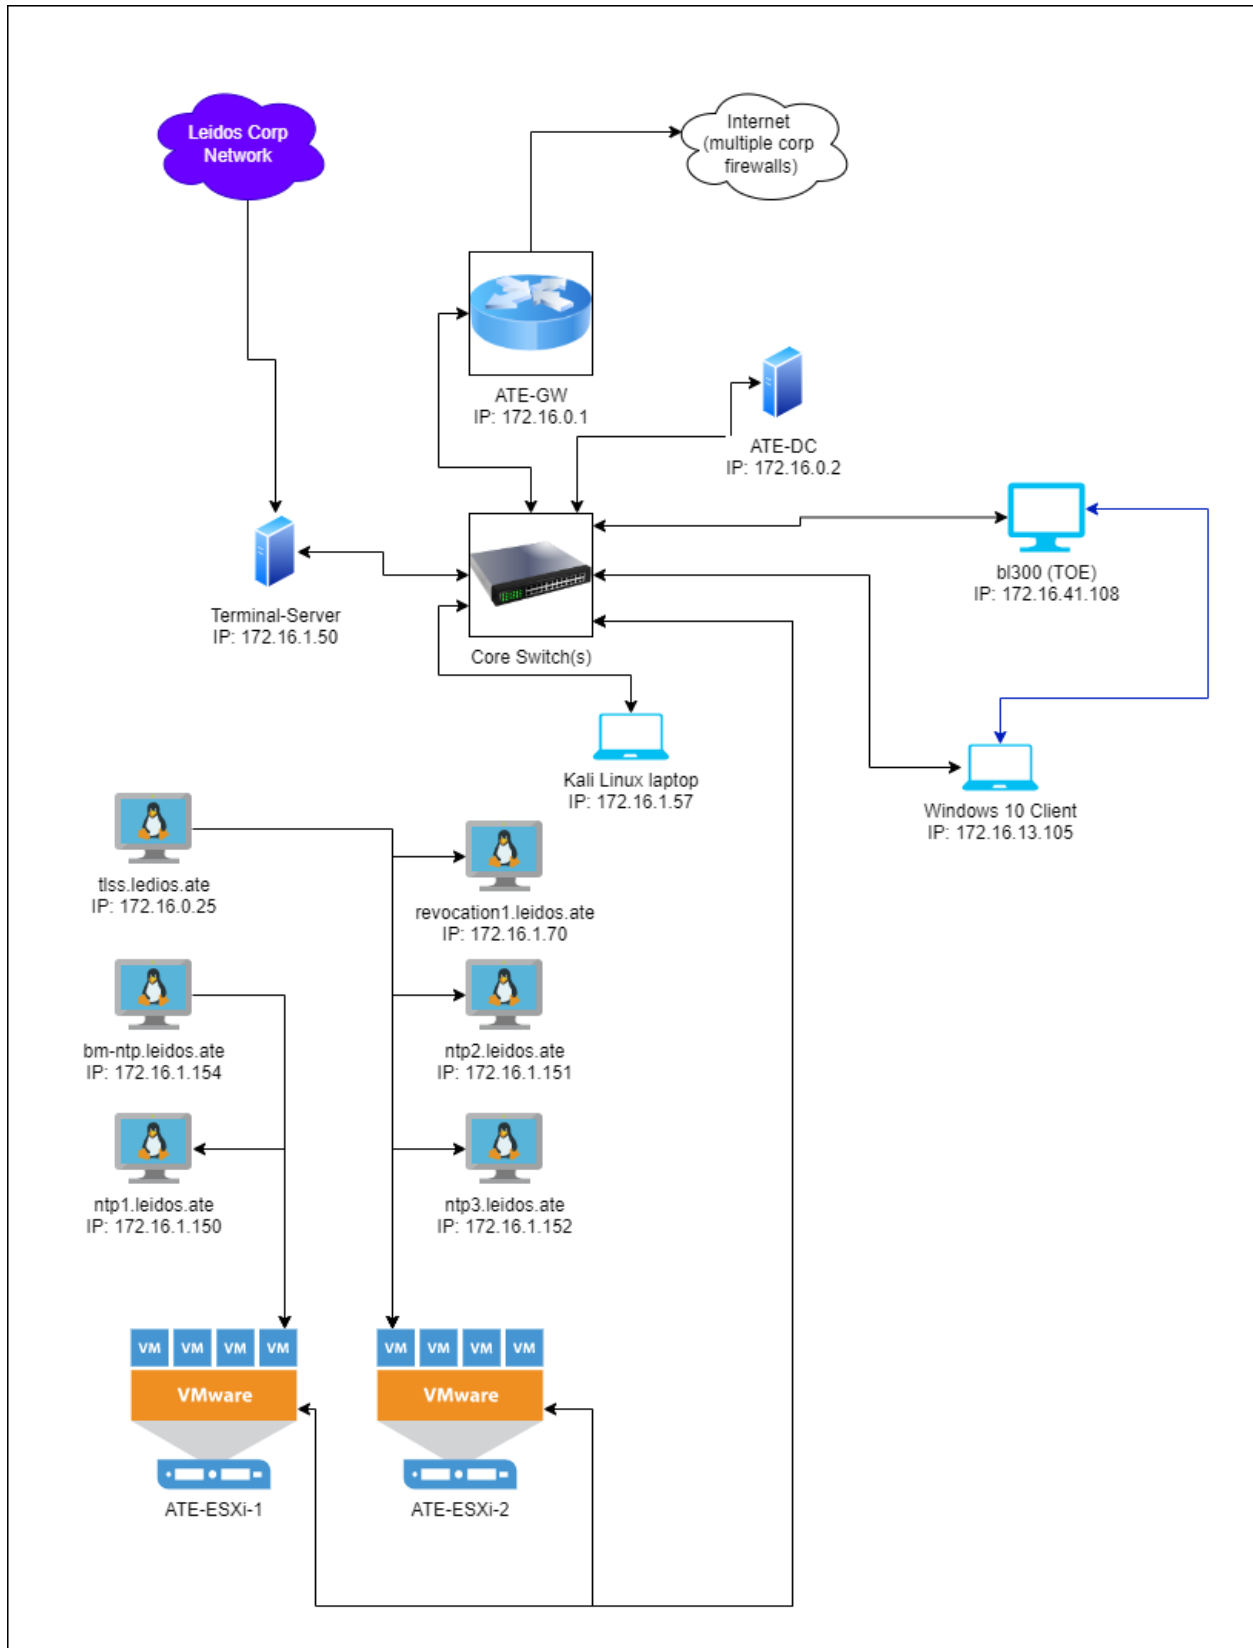 Leidos Corp
Network
Internet
(multiple corp
firewalls)
ATE-GW
IP: 172.16.0.1
ATE-DC
IP: 172.16.0.2
bl300 (TOE)
IP: 172.16.41.108
Terminal-Server
IP: 172.16.1.50
Core Switch(s)
Kali Linux laptop
IP: 172.16.1.57
Windows 10 Client
IP: 172.16.13.105
tlss.ledios.ate
IP: 172.16.0.25
revocation1.leidos.ate
IP: 172.16.1.70
bm-ntp.leidos.ate
IP: 172.16.1.154
ntp2.leidos.ate
IP: 172.16.1.151
ntp1.leidos.ate
IP: 172.16.1.150
ntp3.leidos.ate
IP: 172.16.1.152
VM VM VM VM
VMware
ATE-ESXi-1
VM VM VM VM
VMware
ATE-ESXi-2